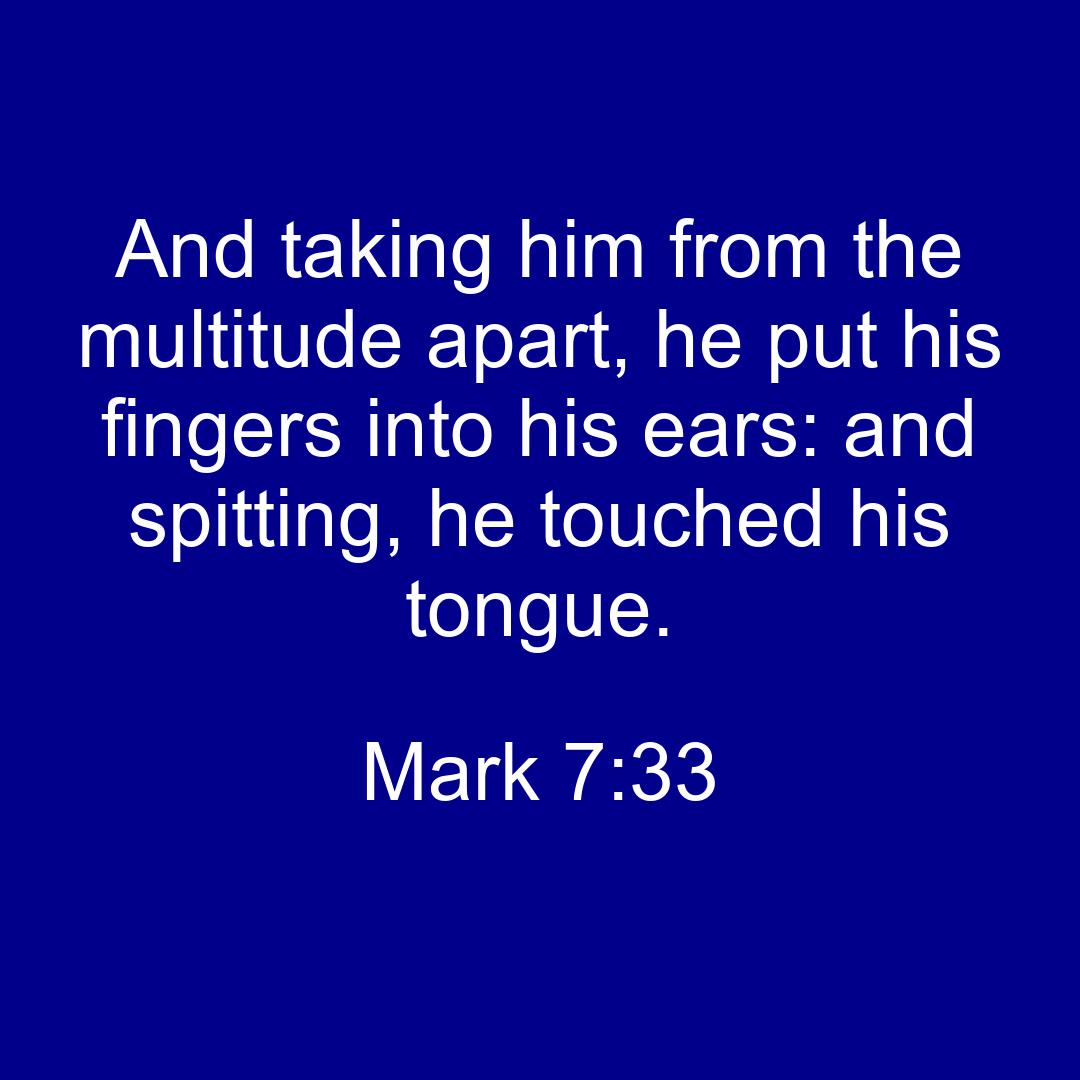 And taking him from the
multitude apart, he put his
fingers into his ears: and
spitting, he touched his
tongue.
Mark 7:33